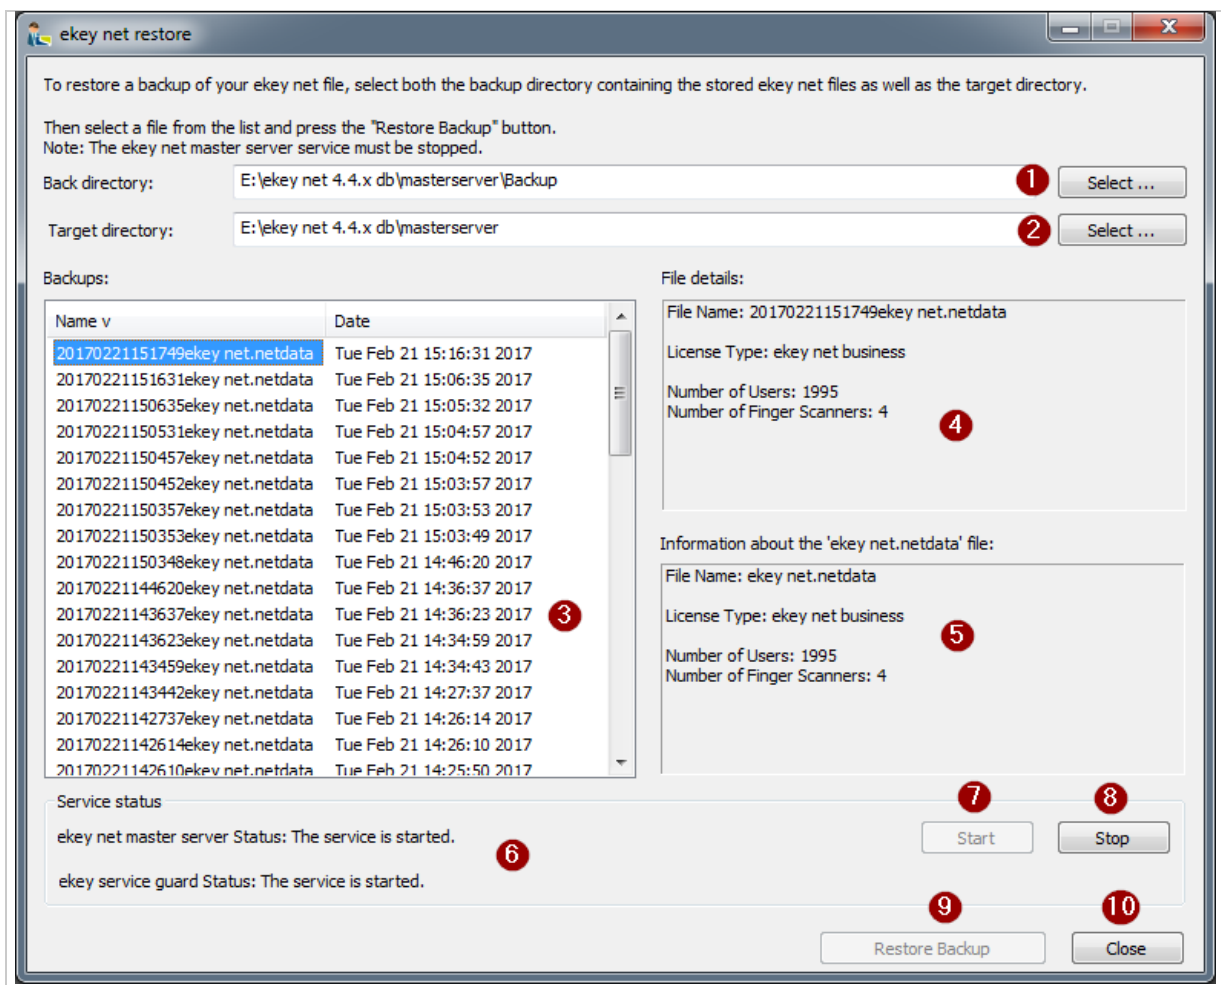 ekey net restore
To restore a backup of your ekey net file, select both the backup directory containing the stored ekey net files as well as the target directory.
Then select a file from the list and press the "Restore Backup" button.
Note: The ekey net master server service must be stopped.
Back directory: E:\ekey net 4.4.x db\masterserver\Backup 1 Select ...
Target directory: E:\ekey net 4.4.x db\masterserver 2 Select ...
Backups:
Name v Date
20170221151749ekey net.netdata Tue Feb 21 15:16:31 2017
20170221151631ekey net.netdata Tue Feb 21 15:06:35 2017
20170221150635ekey net.netdata Tue Feb 21 15:05:32 2017
20170221150531ekey net.netdata Tue Feb 21 15:04:57 2017
20170221150457ekey net.netdata Tue Feb 21 15:04:52 2017
20170221150452ekey net.netdata Tue Feb 21 15:03:57 2017
20170221150357ekey net.netdata Tue Feb 21 15:03:53 2017
20170221150353ekey net.netdata Tue Feb 21 15:03:49 2017
20170221150348ekey net.netdata Tue Feb 21 14:46:20 2017
20170221144620ekey net.netdata Tue Feb 21 14:36:37 2017
20170221143637ekey net.netdata Tue Feb 21 14:36:23 2017 3
20170221143623ekey net.netdata Tue Feb 21 14:34:59 2017
20170221143459ekey net.netdata Tue Feb 21 14:34:43 2017
20170221143442ekey net.netdata Tue Feb 21 14:27:37 2017
20170221142737ekey net.netdata Tue Feb 21 14:26:14 2017
20170221142614ekey net.netdata Tue Feb 21 14:26:10 2017
20170221142610ekey net.netdata Tue Feb 21 14:25:50 2017
File details:
File Name: 20170221151749ekey net.netdata
License Type: ekey net business
Number of Users: 1995
Number of Finger Scanners: 4
4
Information about the 'ekey net.netdata' file:
File Name: ekey net.netdata
License Type: ekey net business
5
Number of Users: 1995
Number of Finger Scanners: 4
Service status
7 8
ekey net master server Status: The service is started. Start Stop
6
ekey service guard Status: The service is started.
9 10
Restore Backup Close